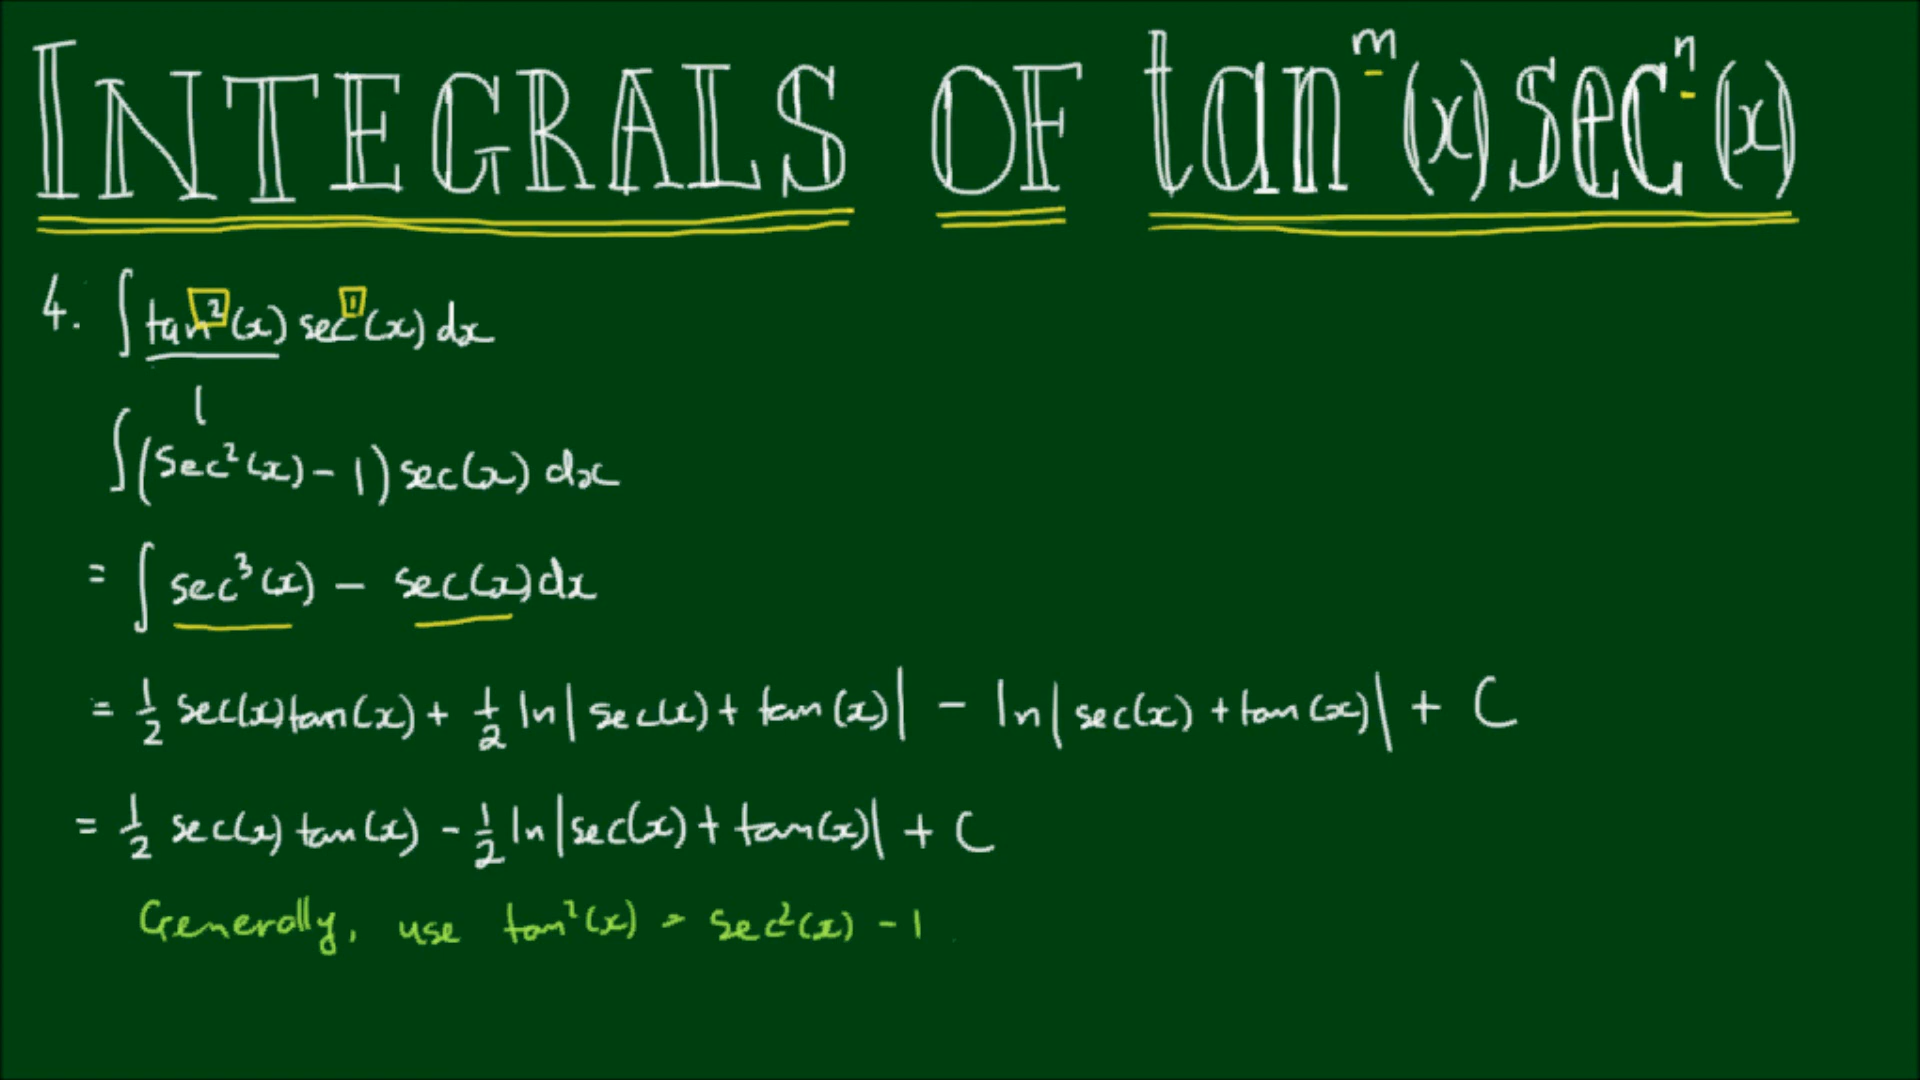 INTEGRALS OF tanᵐ(x)secⁿ(x)
4. ∫tan²(x) sec¹(x) dx
∫(sec²(x) - 1) sec(x) dx
= ∫ sec³(x) - sec(x) dx
= 1/2 sec(x)tan(x) + 1/2 ln|sec(x) + tan(x)| - ln|sec(x) + tan(x)| + C
= 1/2 sec(x) tan(x) - 1/2 ln|sec(x) + tan(x)| + C
Generally, use tan²(x) = sec²(x) - 1